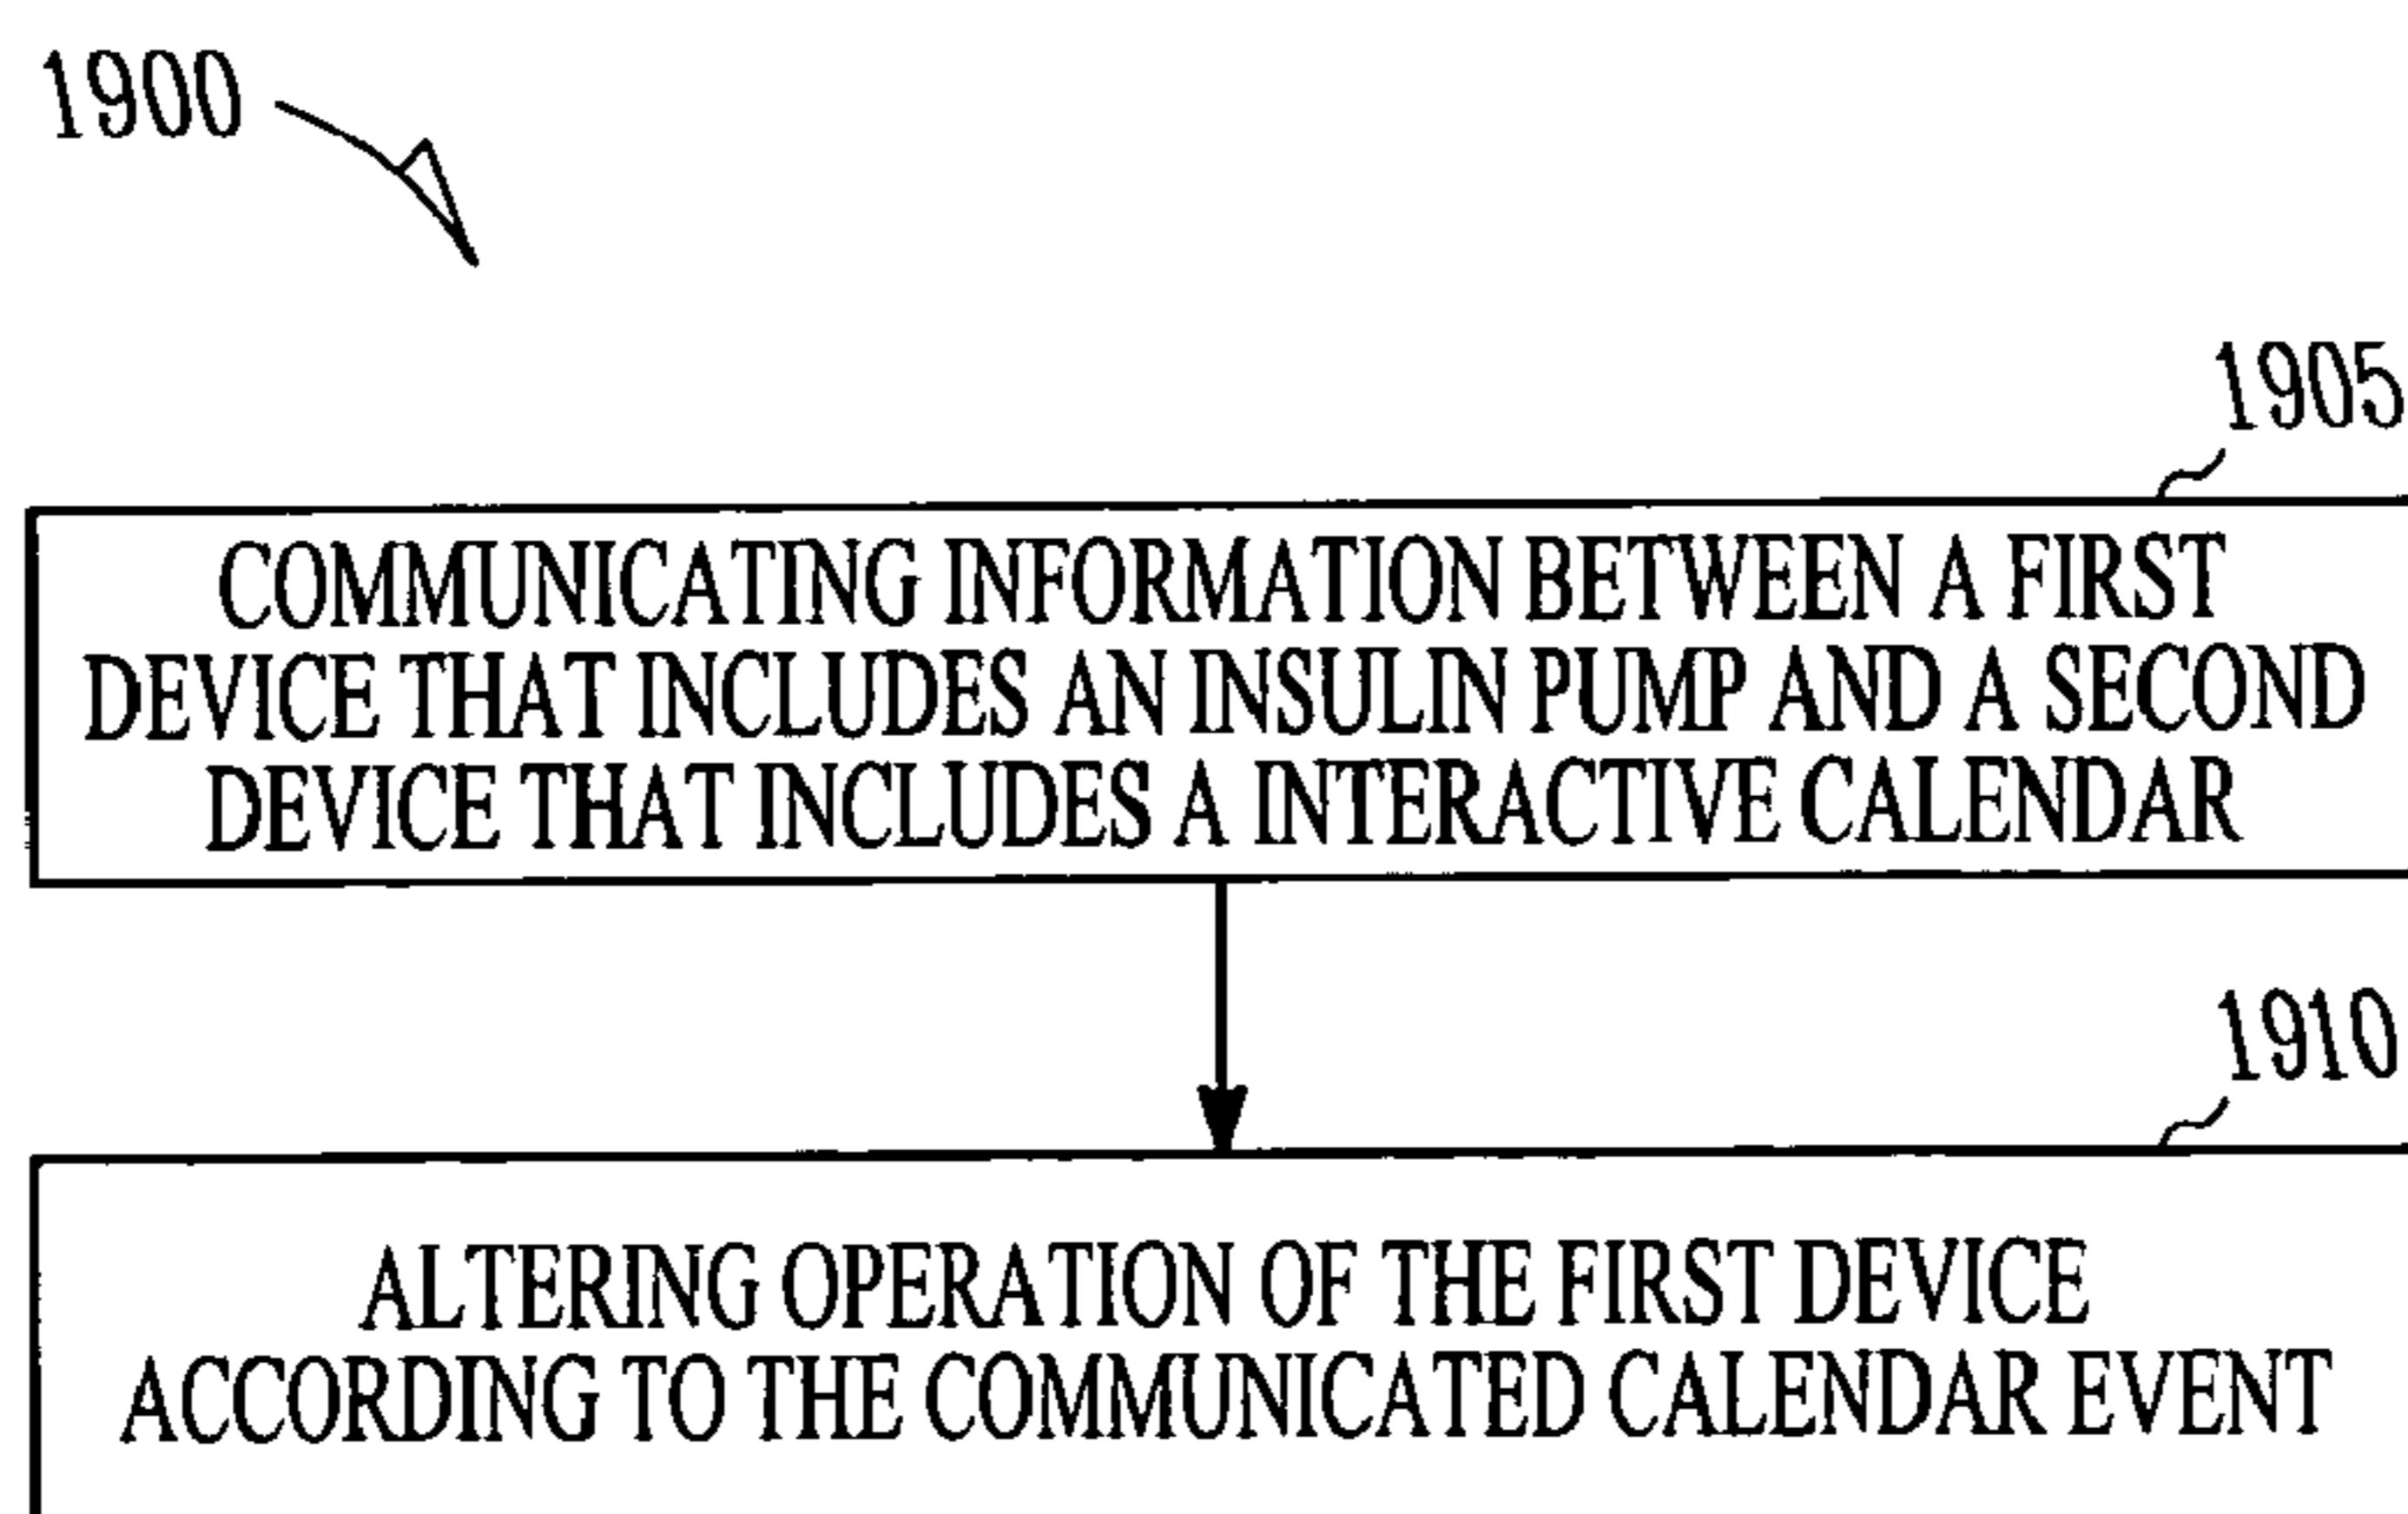 1900
1905
COMMUNICATING INFORMATION BETWEEN A FIRST
DEVICE THAT INCLUDES AN INSULIN PUMP AND A SECOND
DEVICE THAT INCLUDES A INTERACTIVE CALENDAR
1910
ALTERING OPERATION OF THE FIRST DEVICE
ACCORDING TO THE COMMUNICATED CALENDAR EVENT